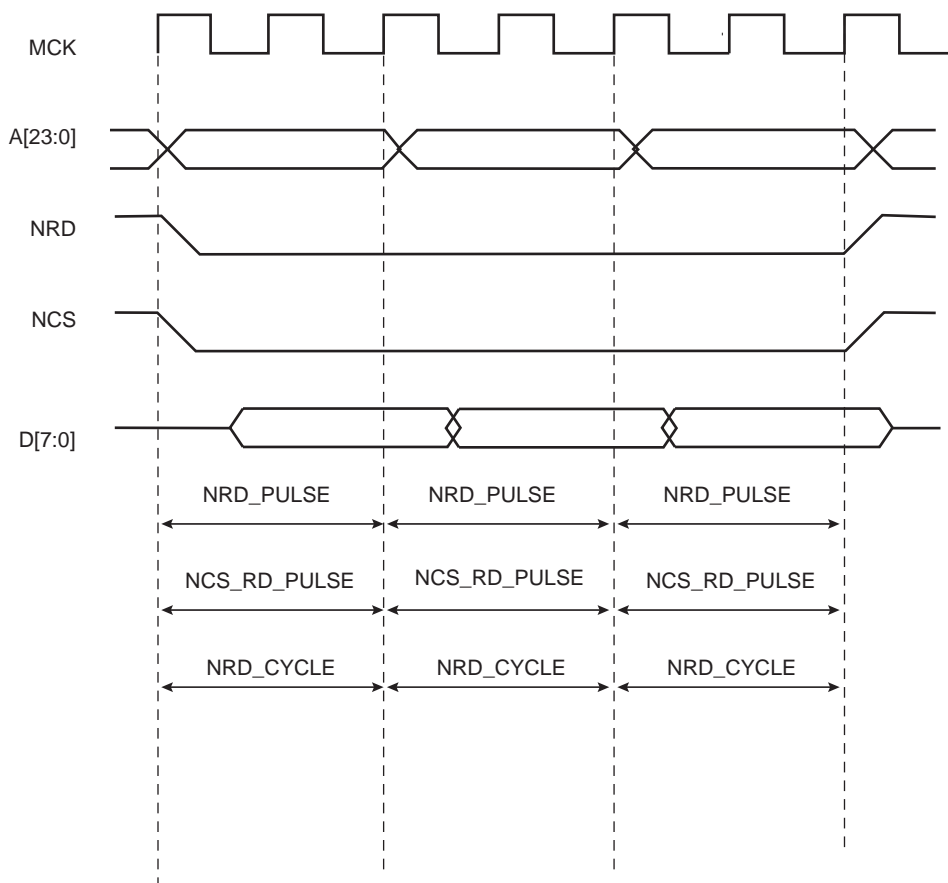 MCK
A[23:0]
NRD
NCS
D[7:0]
NRD_PULSE NRD_PULSE NRD_PULSE
NCS_RD_PULSE NCS_RD_PULSE NCS_RD_PULSE
NRD_CYCLE NRD_CYCLE NRD_CYCLE